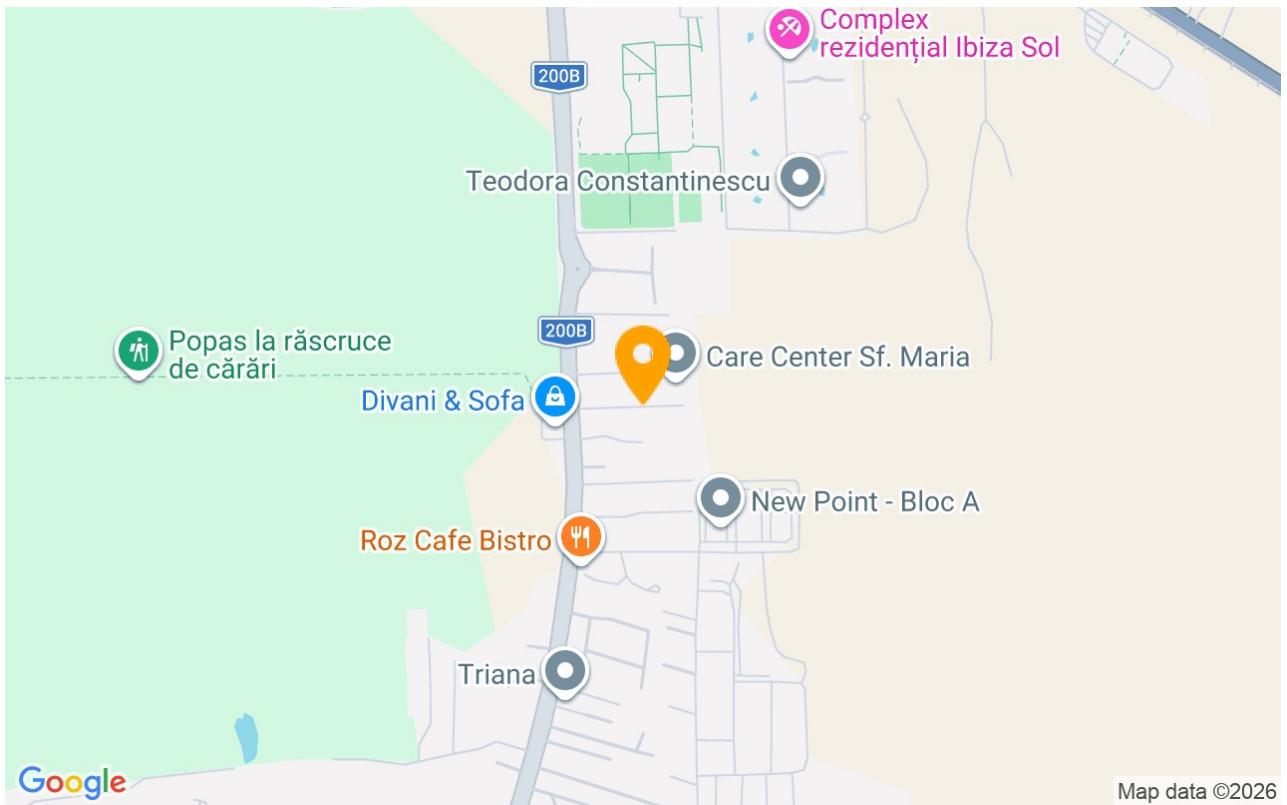 Complex
rezidențial Ibiza Sol
200B
Teodora Constantinescu
200B
Popas la răscruce
de cărări
Care Center Sf. Maria
Divani & Sofa
New Point - Bloc A
Roz Cafe Bistro
Triana
Google
Map data ©2026